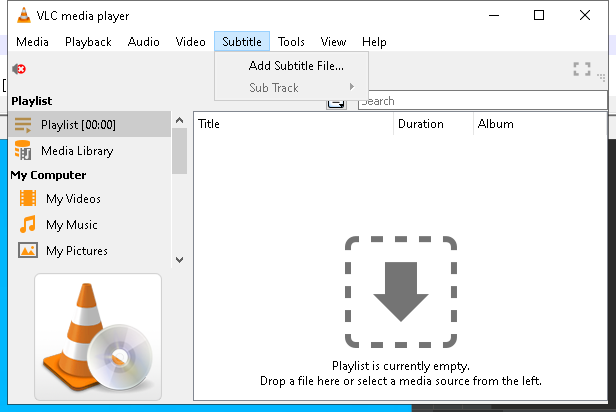 VLC media player
Media Playback Audio Video Subtitle Tools View Help
Add Subtitle File...
Sub Track
Playlist
Search
Playlist [00:00]
Title Duration Album
Media Library
My Computer
My Videos
My Music
My Pictures
Playlist is currently empty.
Drop a file here or select a media source from the left.